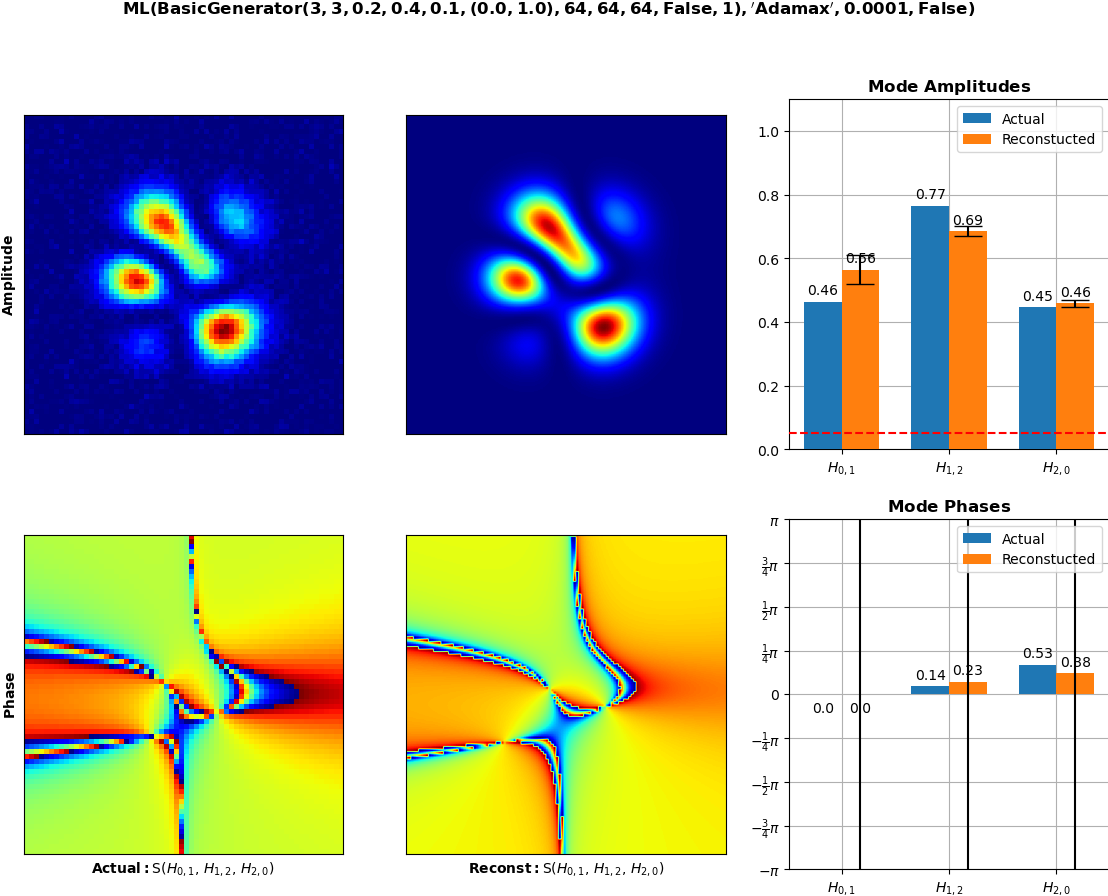 ML(BasicGenerator(3, 3, 0.2, 0.4, 0.1, (0.0, 1.0), 64, 64, 64, False, 1), ′Adamax′, 0.0001, False)
Amplitude
Mode Amplitudes
Actual
Reconstucted
1.0
0.8
0.6
0.4
0.2
0.0
0.46
0.56
0.77
0.69
0.45
0.46
H0, 1
H1, 2
H2, 0
Phase
Actual: S(H0, 1, H1, 2, H2, 0)
Reconst: S(H0, 1, H1, 2, H2, 0)
Mode Phases
Actual
Reconstucted
π
3/4π
1/2π
1/4π
0
−1/4π
−1/2π
−3/4π
−π
0.0
0.0
0.14
0.23
0.53
0.38
H0, 1
H1, 2
H2, 0